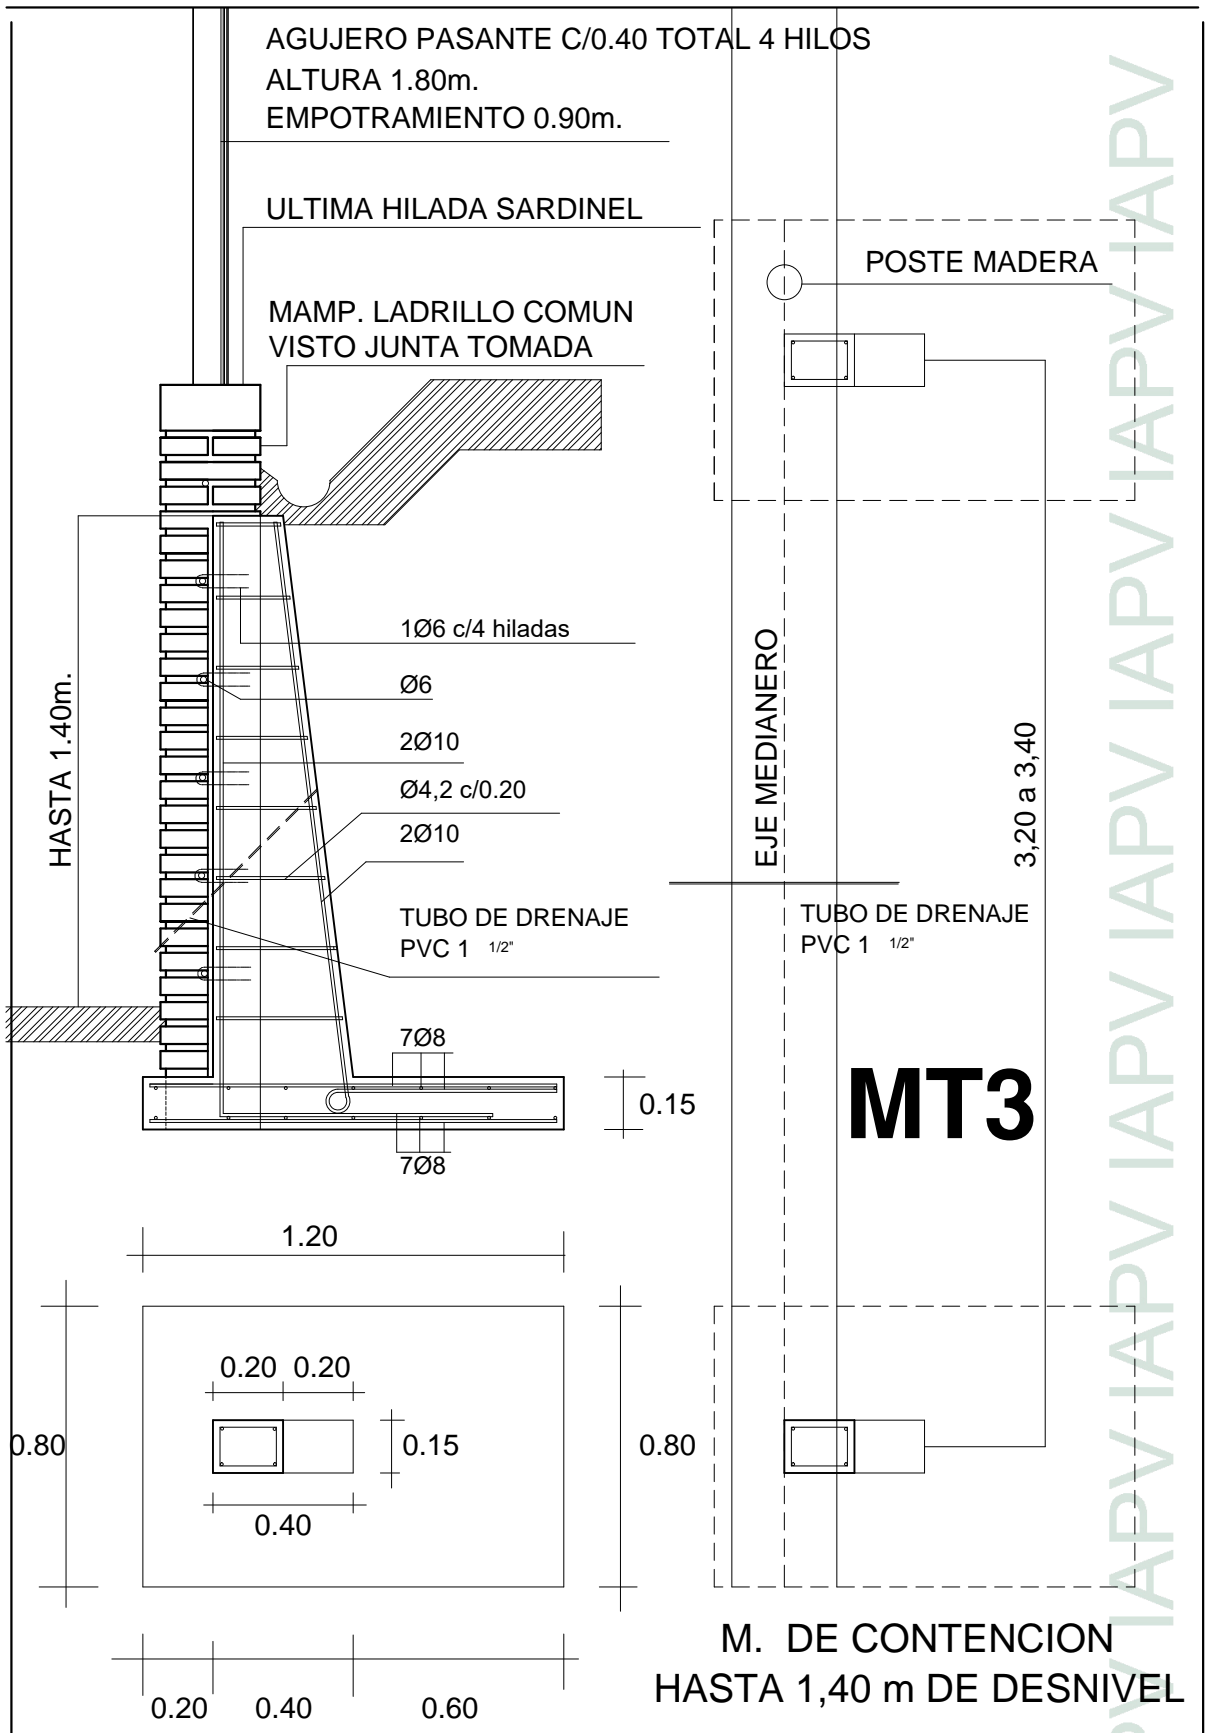 AGUJERO PASANTE C/0.40 TOTAL 4 HILOS
ALTURA 1.80m.
EMPOTRAMIENTO 0.90m.
ULTIMA HILADA SARDINEL
POSTE MADERA
MAMP. LADRILLO COMUN
VISTO JUNTA TOMADA
HASTA 1.40m.
1Ø6 c/4 hiladas
Ø6
2Ø10
Ø4,2 c/0.20
2Ø10
TUBO DE DRENAJE
PVC 1 1/2"
7Ø8
0.15
7Ø8
EJE MEDIANERO
3,20 a 3,40
TUBO DE DRENAJE
PVC 1 1/2"
MT3
1.20
0.20 0.20
0.80
0.15
0.80
0.40
0.20
0.40
0.60
M. DE CONTENCION
HASTA 1,40 m DE DESNIVEL
IAPV IAPV IAPV IAPV IAPV IAPV IAPV